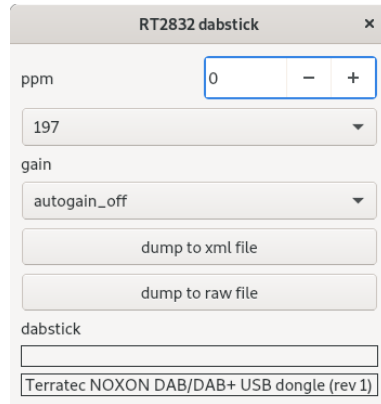 RT2832 dabstick ×
ppm 0 − +
197
gain
autogain_off
dump to xml file
dump to raw file
dabstick
Terratec NOXON DAB/DAB+ USB dongle (rev 1)